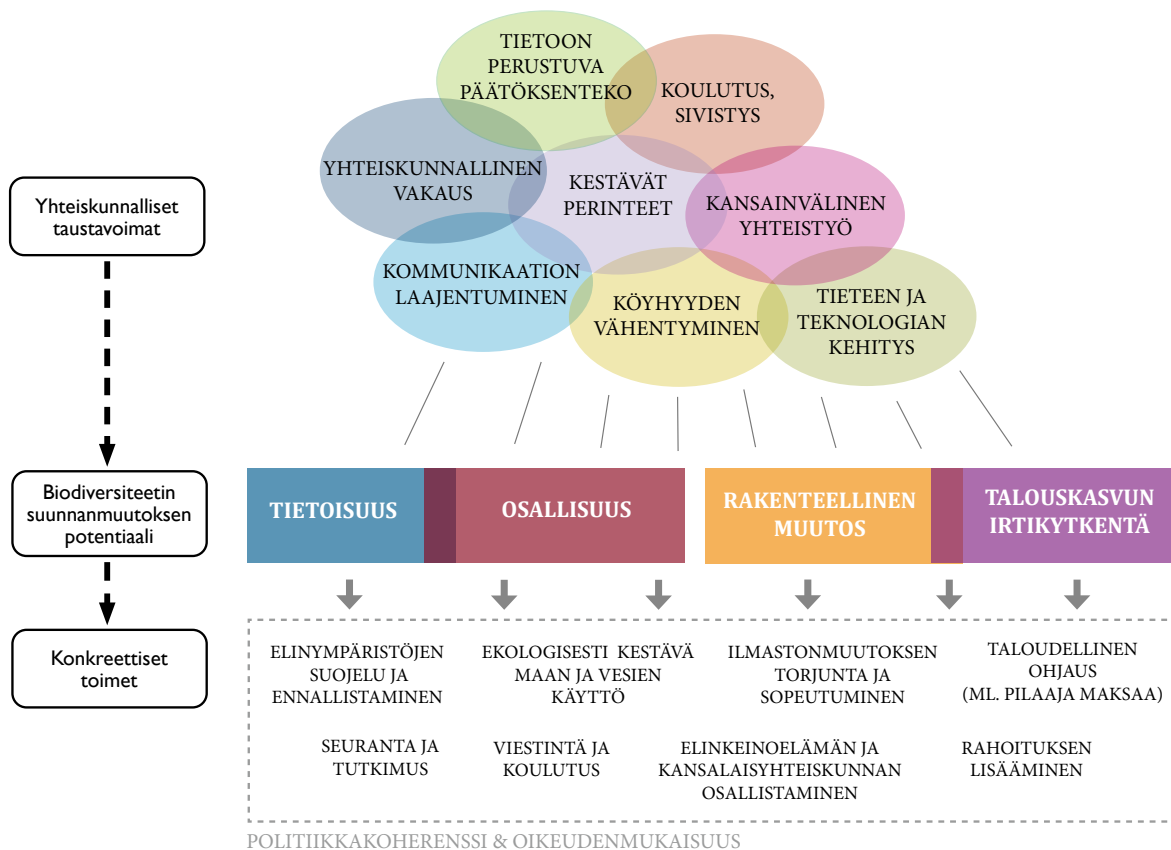 TIETOON
PERUSTUVA
PÄÄTÖKSENTEKO
KOULUTUS,
SIVISTYS
YHTEISKUNNALLINEN
VAKAUS
KESTÄVÄT
PERINTEET
KANSAINVÄLINEN
YHTEISTYÖ
KOMMUNIKAATION
LAAJENTUMINEN
KÖYHYYDEN
VÄHENTYMINEN
TIETEEN JA
TEKNOLOGIAN
KEHITYS
Yhteiskunnalliset
taustavoimat
Biodiversiteetin
suunnanmuutoksen
potentiaali
TIETOISUUS
OSALLISUUS
RAKENTEELLINEN
MUUTOS
TALOUSKASVUN
IRTIKYTKENTÄ
Konkreettiset
toimet
ELINYMPÄRISTÖJEN
SUOJELU JA
ENNALLISTAMINEN
EKOLOGISESTI KESTÄVÄ
MAAN JA VESIEN
KÄYTTÖ
ILMASTONMUUTOKSEN
TORJUNTA JA
SOPEUTUMINEN
TALOUDELLINEN
OHJAUS
(ML. PILAAJA MAKSAA)
SEURANTA JA
TUTKIMUS
VIESTINTÄ JA
KOULUTUS
ELINKEINOELÄMÄN JA
KANSALAISYHTEISKUNNAN
OSALLISTAMINEN
RAHOITUKSEN
LISÄÄMINEN
POLITIIKKAKOHERENSSI & OIKEUDENMUKAISUUS